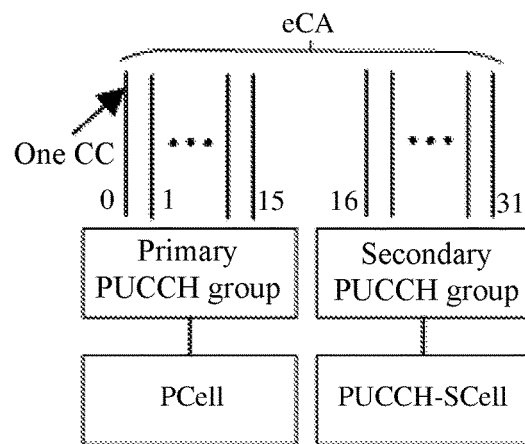 eCA
One CC
0 1 ••• 15 16 ••• 31
Primary
PUCCH group
Secondary
PUCCH group
PCell
PUCCH-SCell